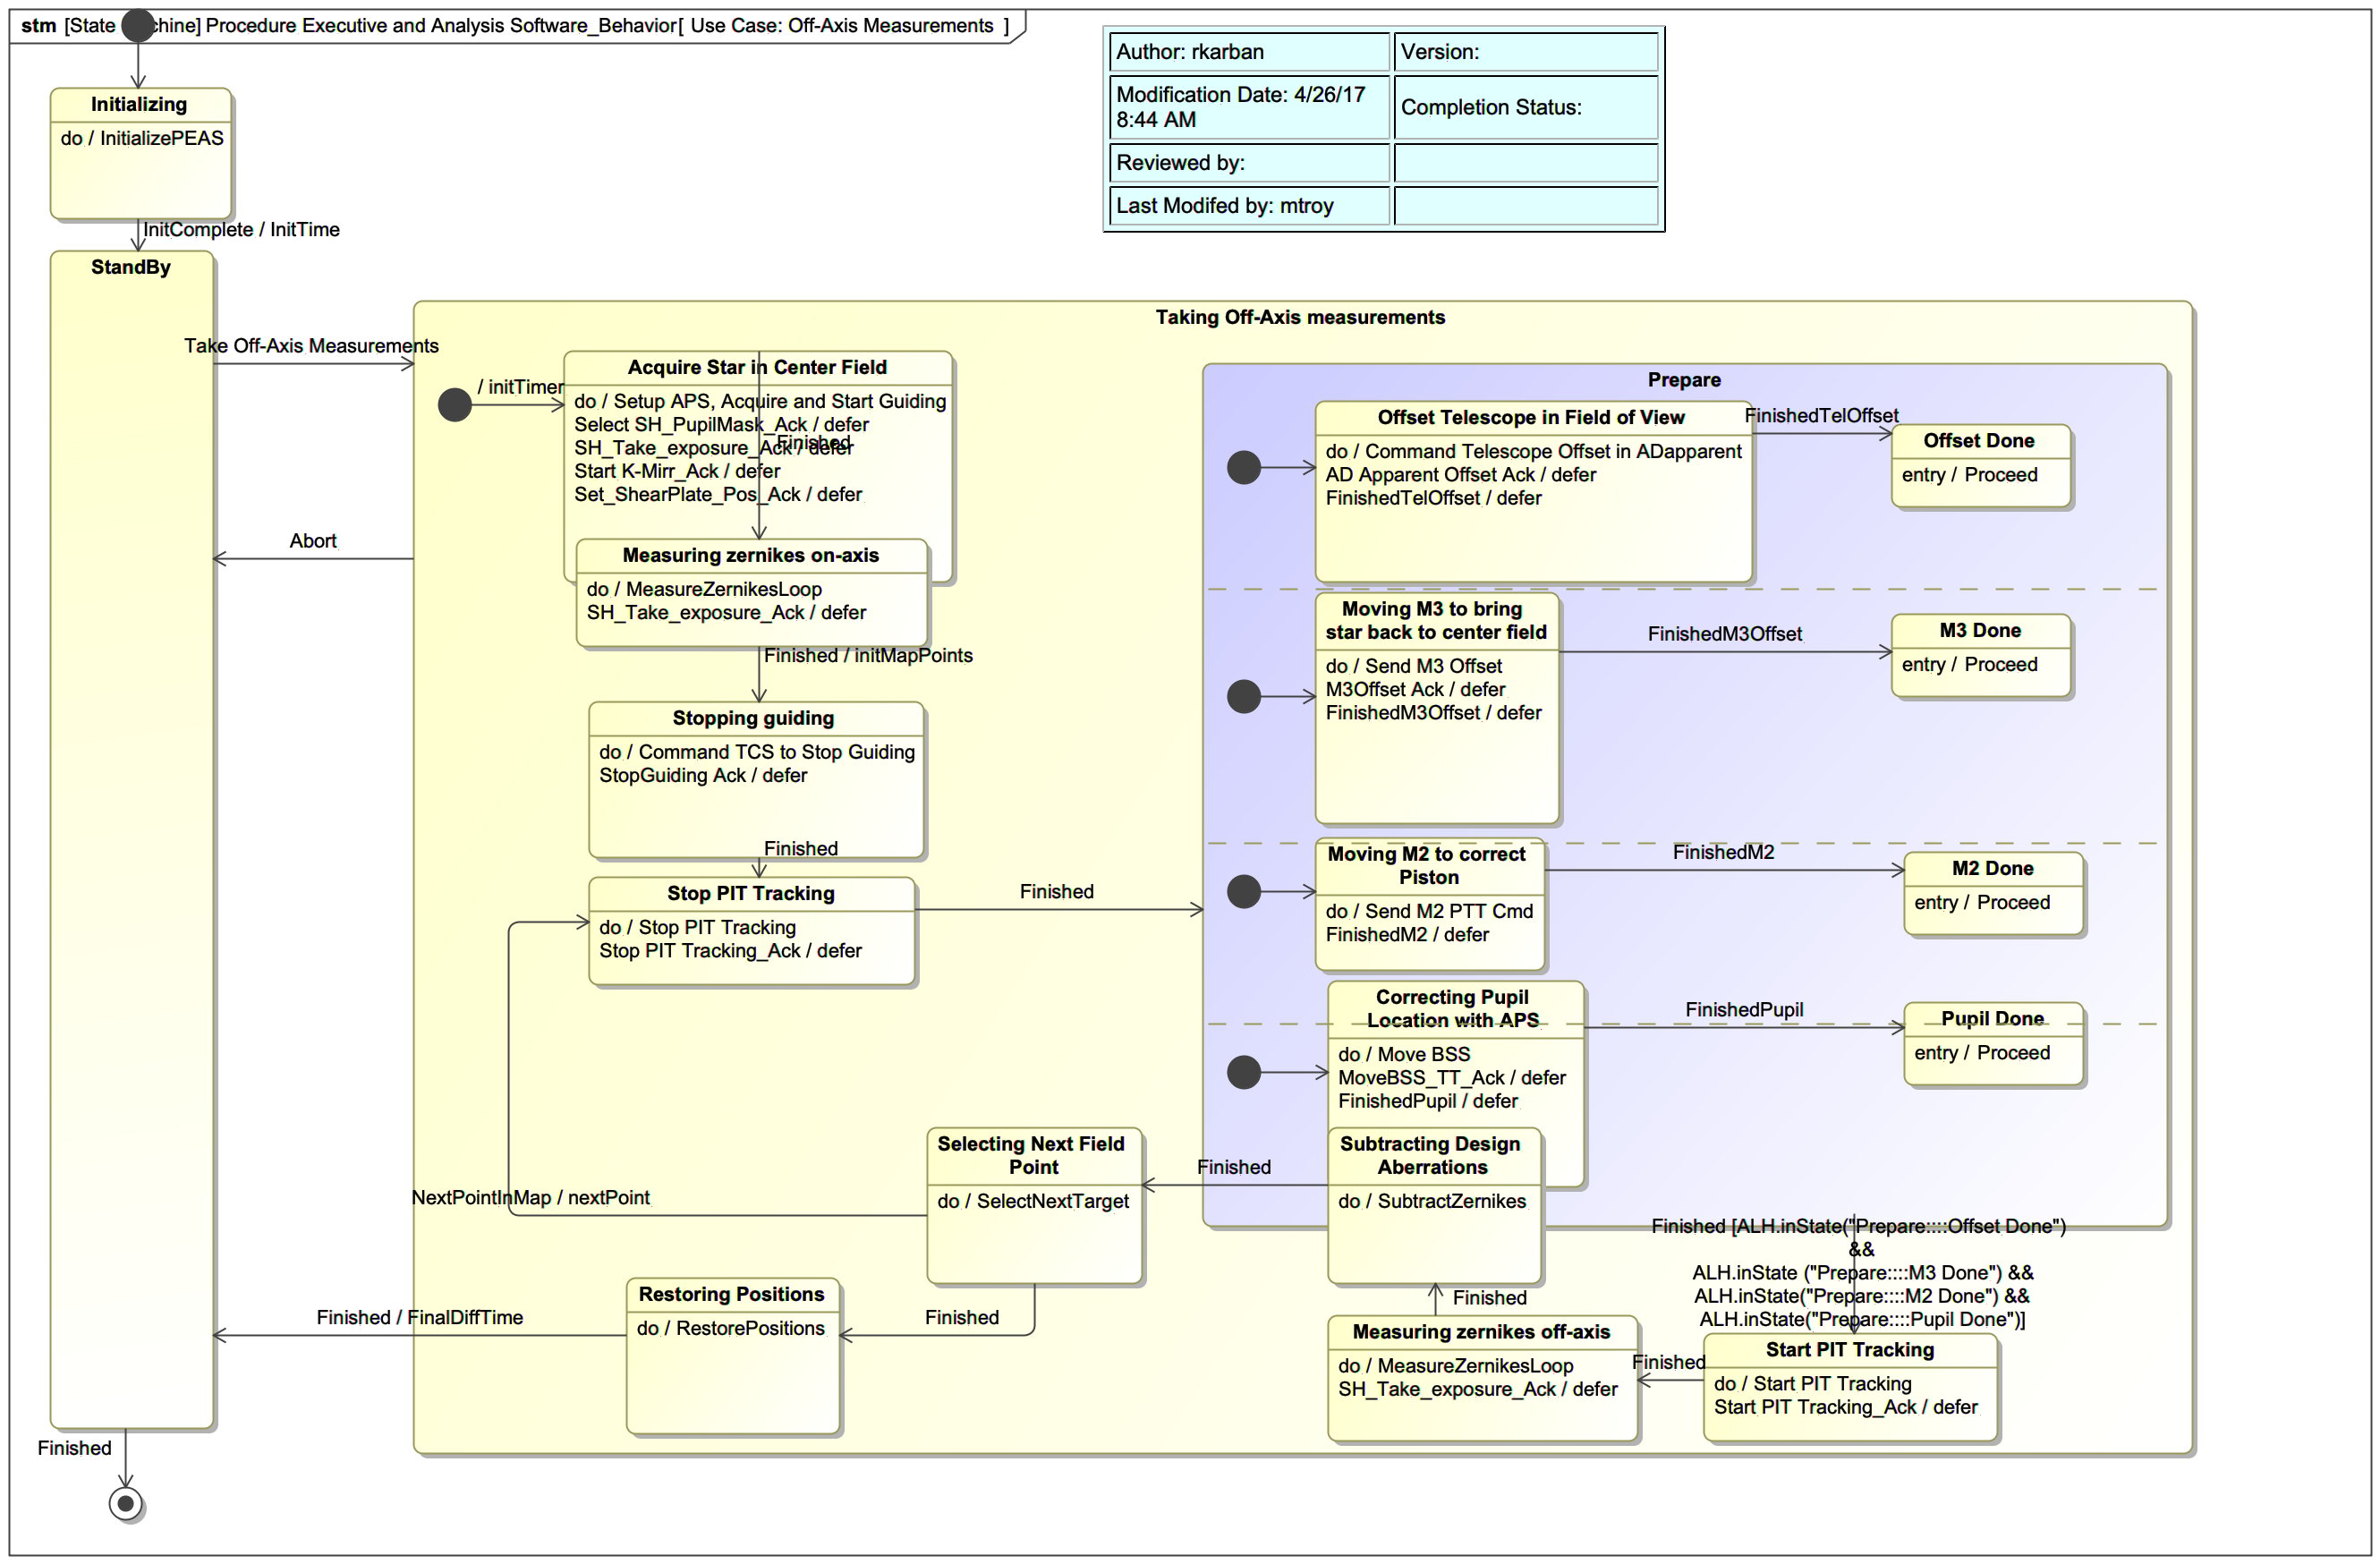 stm [State chine] Procedure Executive and Analysis Software_Behavior[ Use Case: Off-Axis Measurements ]
Author: rkarban
Version:
Modification Date: 4/26/17
8:44 AM
Completion Status:
Reviewed by:
Last Modifed by: mtroy
Initializing
do / InitializePEAS
InitComplete / InitTime
StandBy
Take Off-Axis Measurements
Abort
Taking Off-Axis measurements
/ initTimer
Acquire Star in Center Field
do / Setup APS, Acquire and Start Guiding
Select SH_PupilMask_Ack / defer
SH_Take_exposure_Ack / defer
Start K-Mirr_Ack / defer
Set_ShearPlate_Pos_Ack / defer
Finished
Measuring zernikes on-axis
do / MeasureZernikesLoop
SH_Take_exposure_Ack / defer
Finished / initMapPoints
Stopping guiding
do / Command TCS to Stop Guiding
StopGuiding Ack / defer
Finished
Stop PIT Tracking
do / Stop PIT Tracking
Stop PIT Tracking_Ack / defer
Finished
Prepare
Offset Telescope in Field of View
do / Command Telescope Offset in ADapparent
AD Apparent Offset Ack / defer
FinishedTelOffset / defer
FinishedTelOffset
Offset Done
entry / Proceed
Moving M3 to bring
star back to center field
do / Send M3 Offset
M3Offset Ack / defer
FinishedM3Offset / defer
FinishedM3Offset
M3 Done
entry / Proceed
Moving M2 to correct
Piston
do / Send M2 PTT Cmd
FinishedM2 / defer
FinishedM2
M2 Done
entry / Proceed
Correcting Pupil
Location with APS
do / Move BSS
MoveBSS_TT_Ack / defer
FinishedPupil / defer
FinishedPupil
Pupil Done
entry / Proceed
Subtracting Design
Aberrations
do / SubtractZernikes
Finished
Selecting Next Field
Point
do / SelectNextTarget
NextPointInMap / nextPoint
Finished [ALH.inState("Prepare::::Offset Done")
&&
ALH.inState ("Prepare::::M3 Done") &&
ALH.inState("Prepare::::M2 Done") &&
ALH.inState("Prepare::::Pupil Done")]
Start PIT Tracking
do / Start PIT Tracking
Start PIT Tracking_Ack / defer
Finished
Measuring zernikes off-axis
do / MeasureZernikesLoop
SH_Take_exposure_Ack / defer
Finished
Finished
Restoring Positions
do / RestorePositions
Finished / FinalDiffTime
Finished